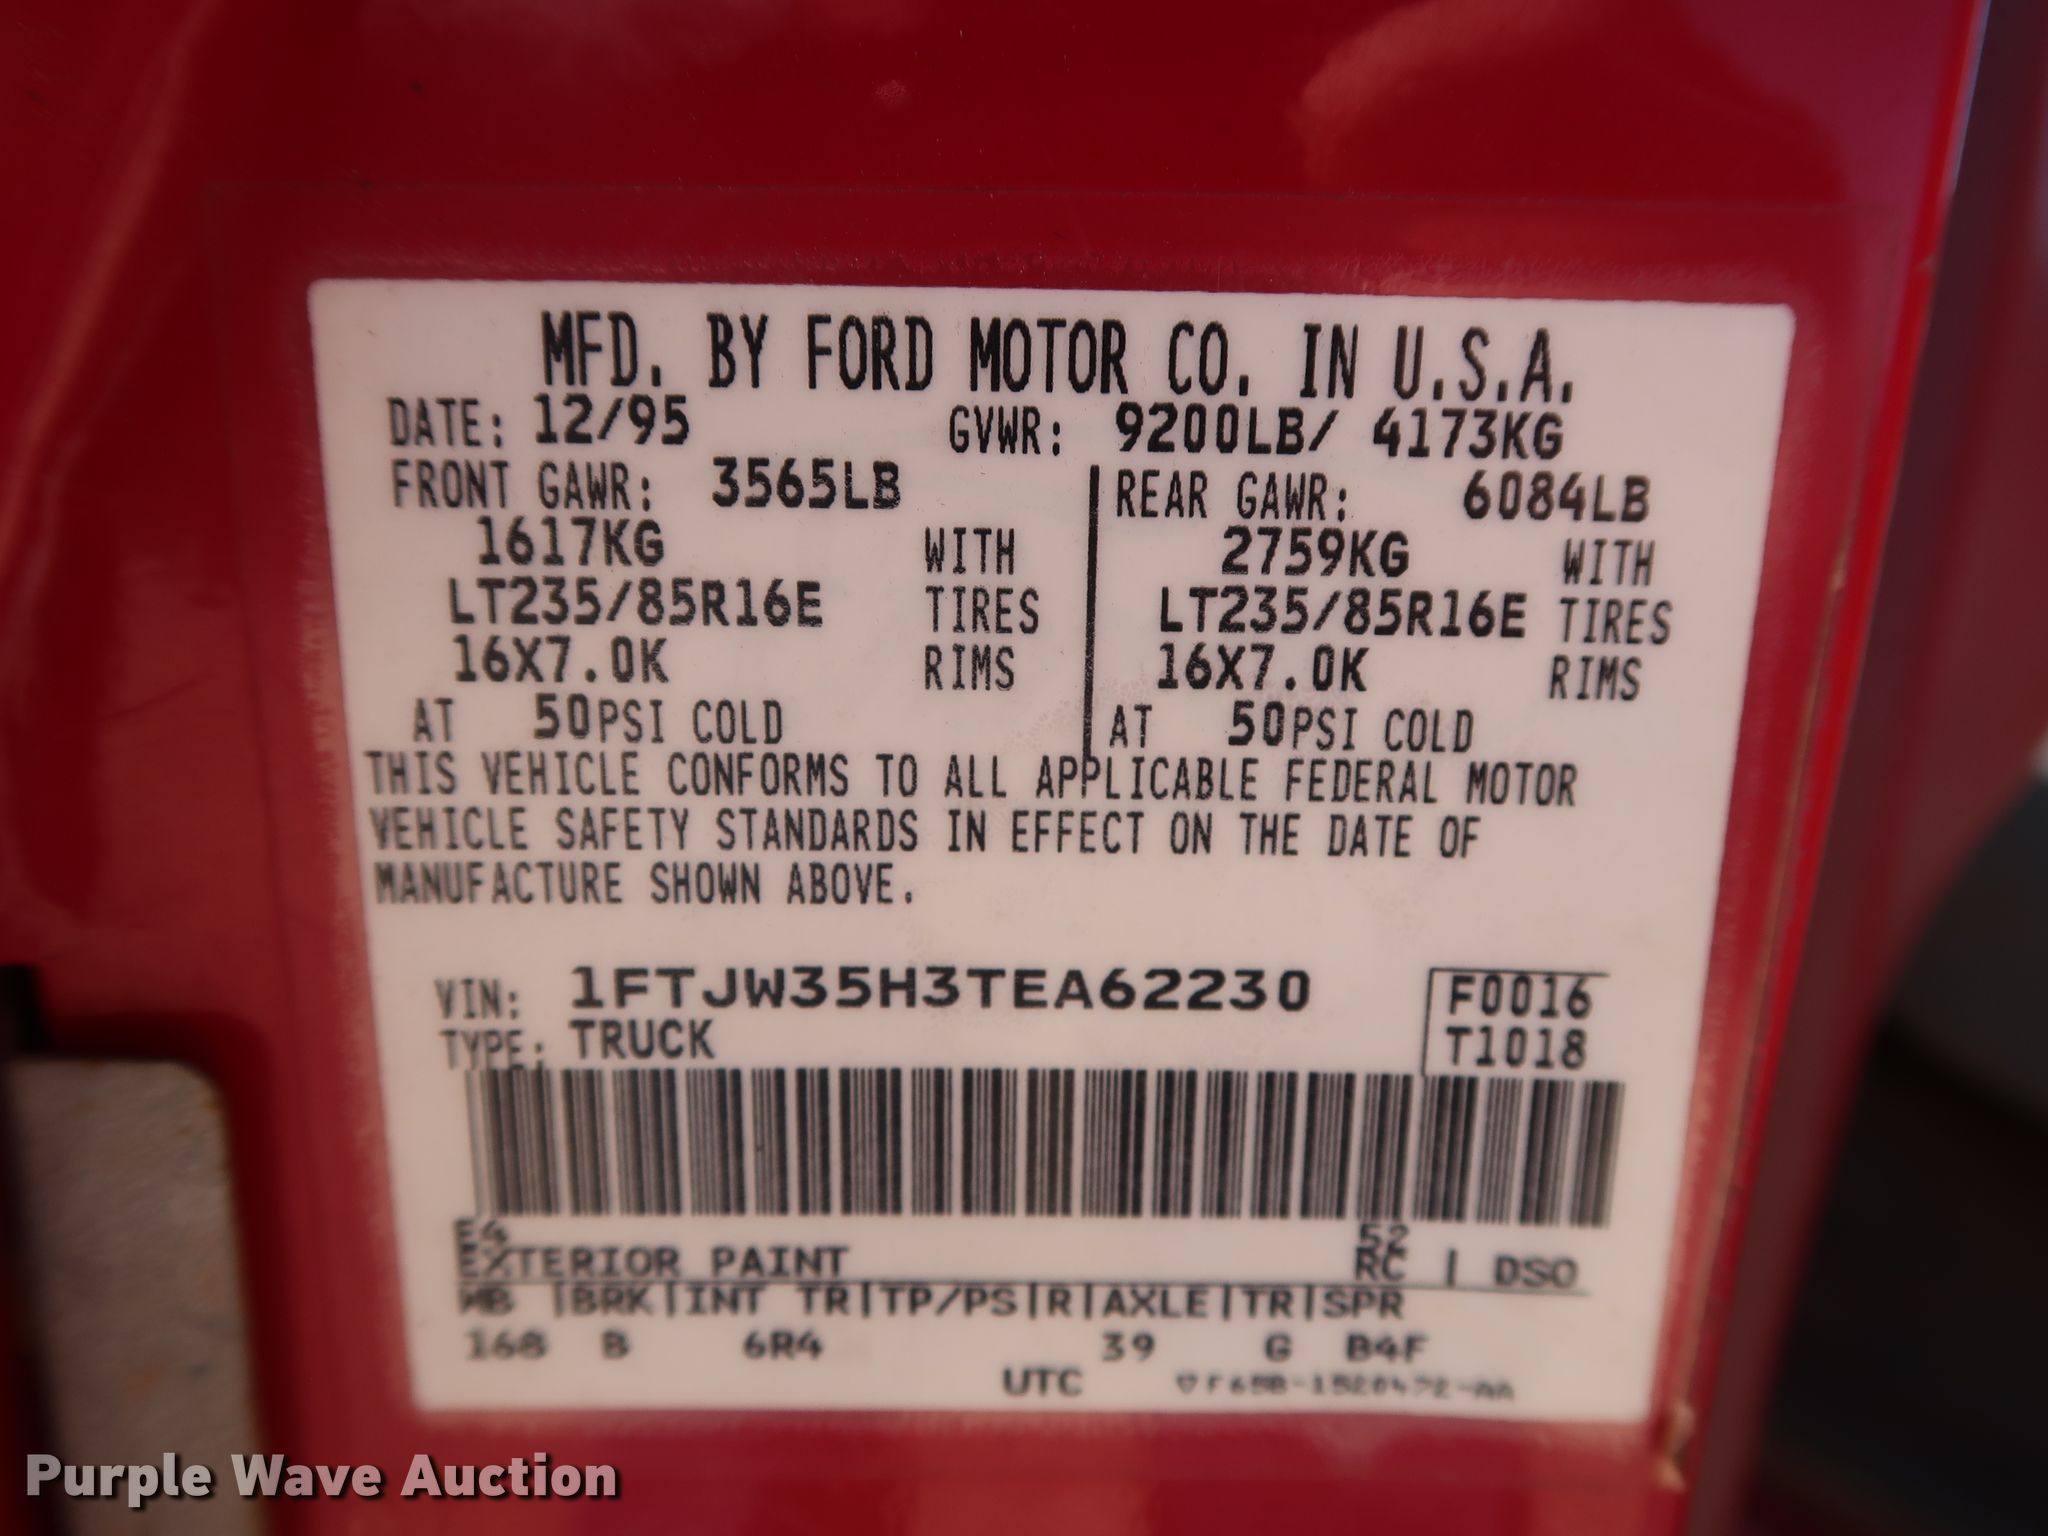 MFD. BY FORD MOTOR CO. IN U.S.A.
DATE: 12/95 GVWR: 9200LB/ 4173KG
FRONT GAWR: 3565LB REAR GAWR: 6084LB
1617KG WITH 2759KG WITH
LT235/85R16E TIRES LT235/85R16E TIRES
16X7.0K RIMS 16X7.0K RIMS
AT 50PSI COLD AT 50PSI COLD
THIS VEHICLE CONFORMS TO ALL APPLICABLE FEDERAL MOTOR
VEHICLE SAFETY STANDARDS IN EFFECT ON THE DATE OF
MANUFACTURE SHOWN ABOVE.
VIN: 1FTJW35H3TEA62230 F0016
TYPE: TRUCK T1018
E4 52
EXTERIOR PAINT RC | DSO
WB |BRK|INT TR|TP/PS|R|AXLE|TR|SPR
168 B 6R4 39 G B4F
UTC
Purple Wave Auction